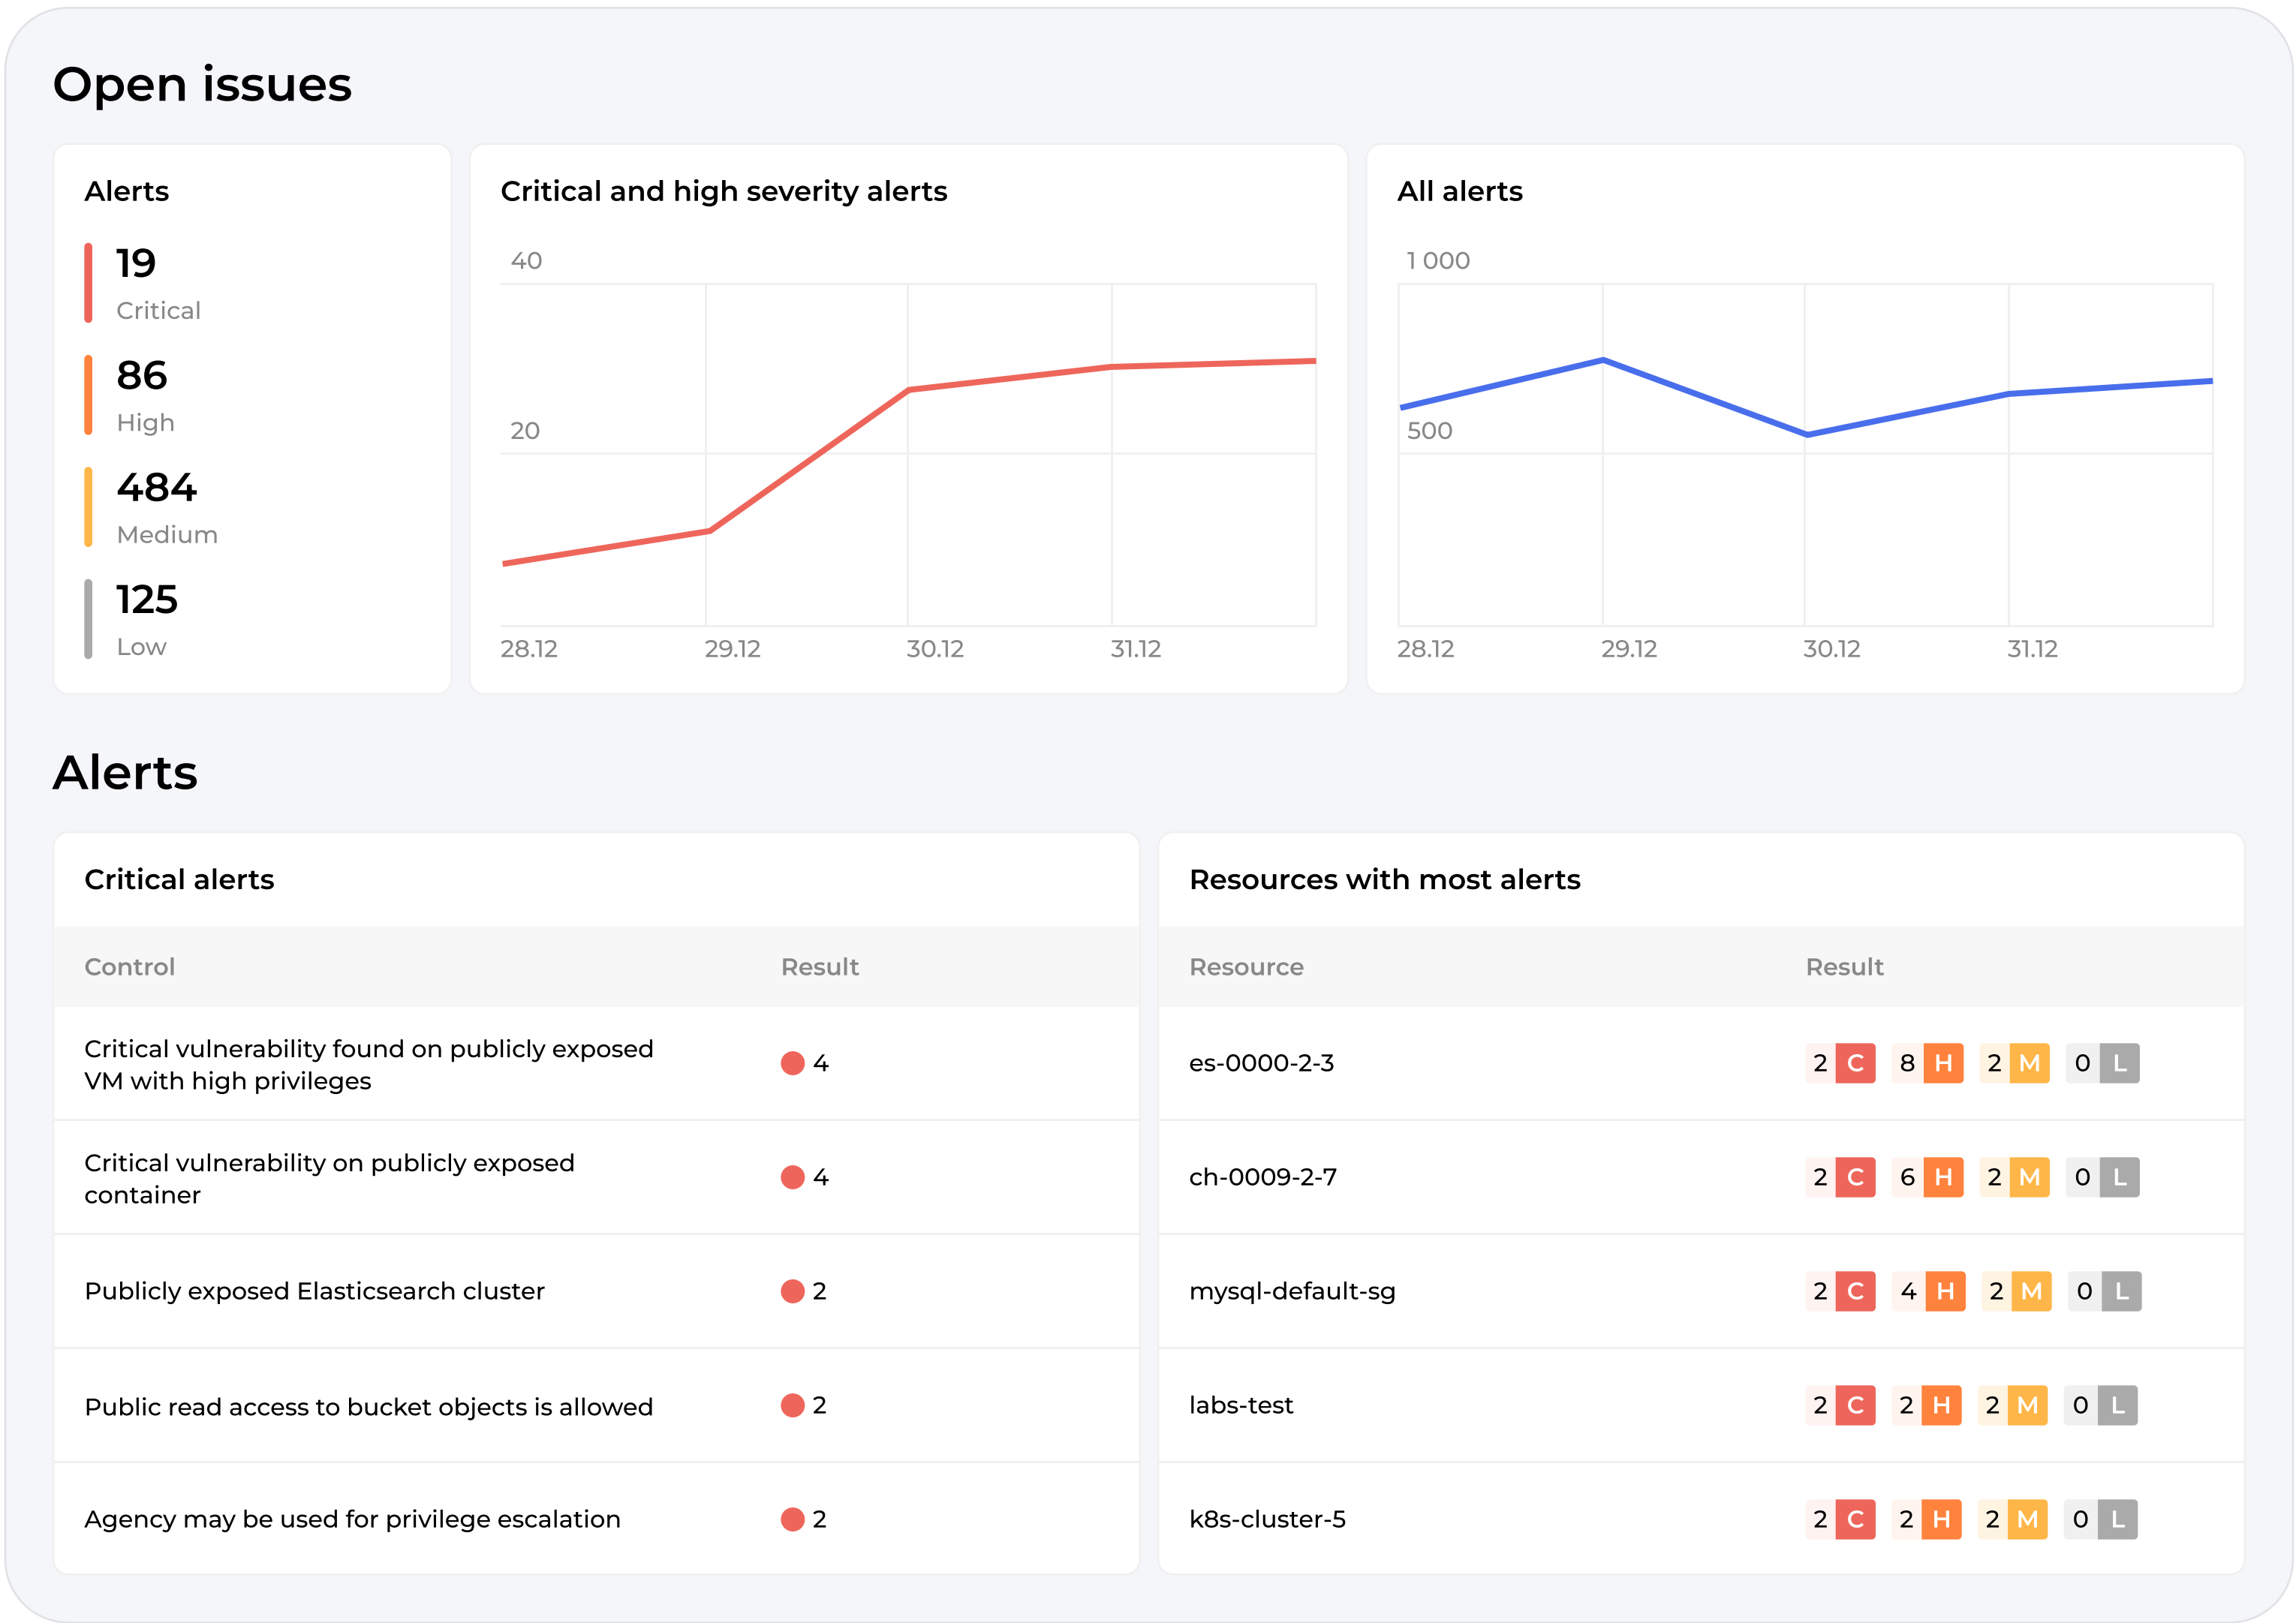 Open issues
Alerts
19
Critical
86
High
484
Medium
125
Low
Critical and high severity alerts
40
20
28.12 29.12 30.12 31.12
All alerts
1 000
500
28.12 29.12 30.12 31.12
Alerts
Critical alerts
Control Result
Critical vulnerability found on publicly exposed
VM with high privileges
4
Critical vulnerability on publicly exposed
container
4
Publicly exposed Elasticsearch cluster 2
Public read access to bucket objects is allowed 2
Agency may be used for privilege escalation 2
Resources with most alerts
Resource Result
es-0000-2-3 2 C 8 H 2 M 0 L
ch-0009-2-7 2 C 6 H 2 M 0 L
mysql-default-sg 2 C 4 H 2 M 0 L
labs-test 2 C 2 H 2 M 0 L
k8s-cluster-5 2 C 2 H 2 M 0 L